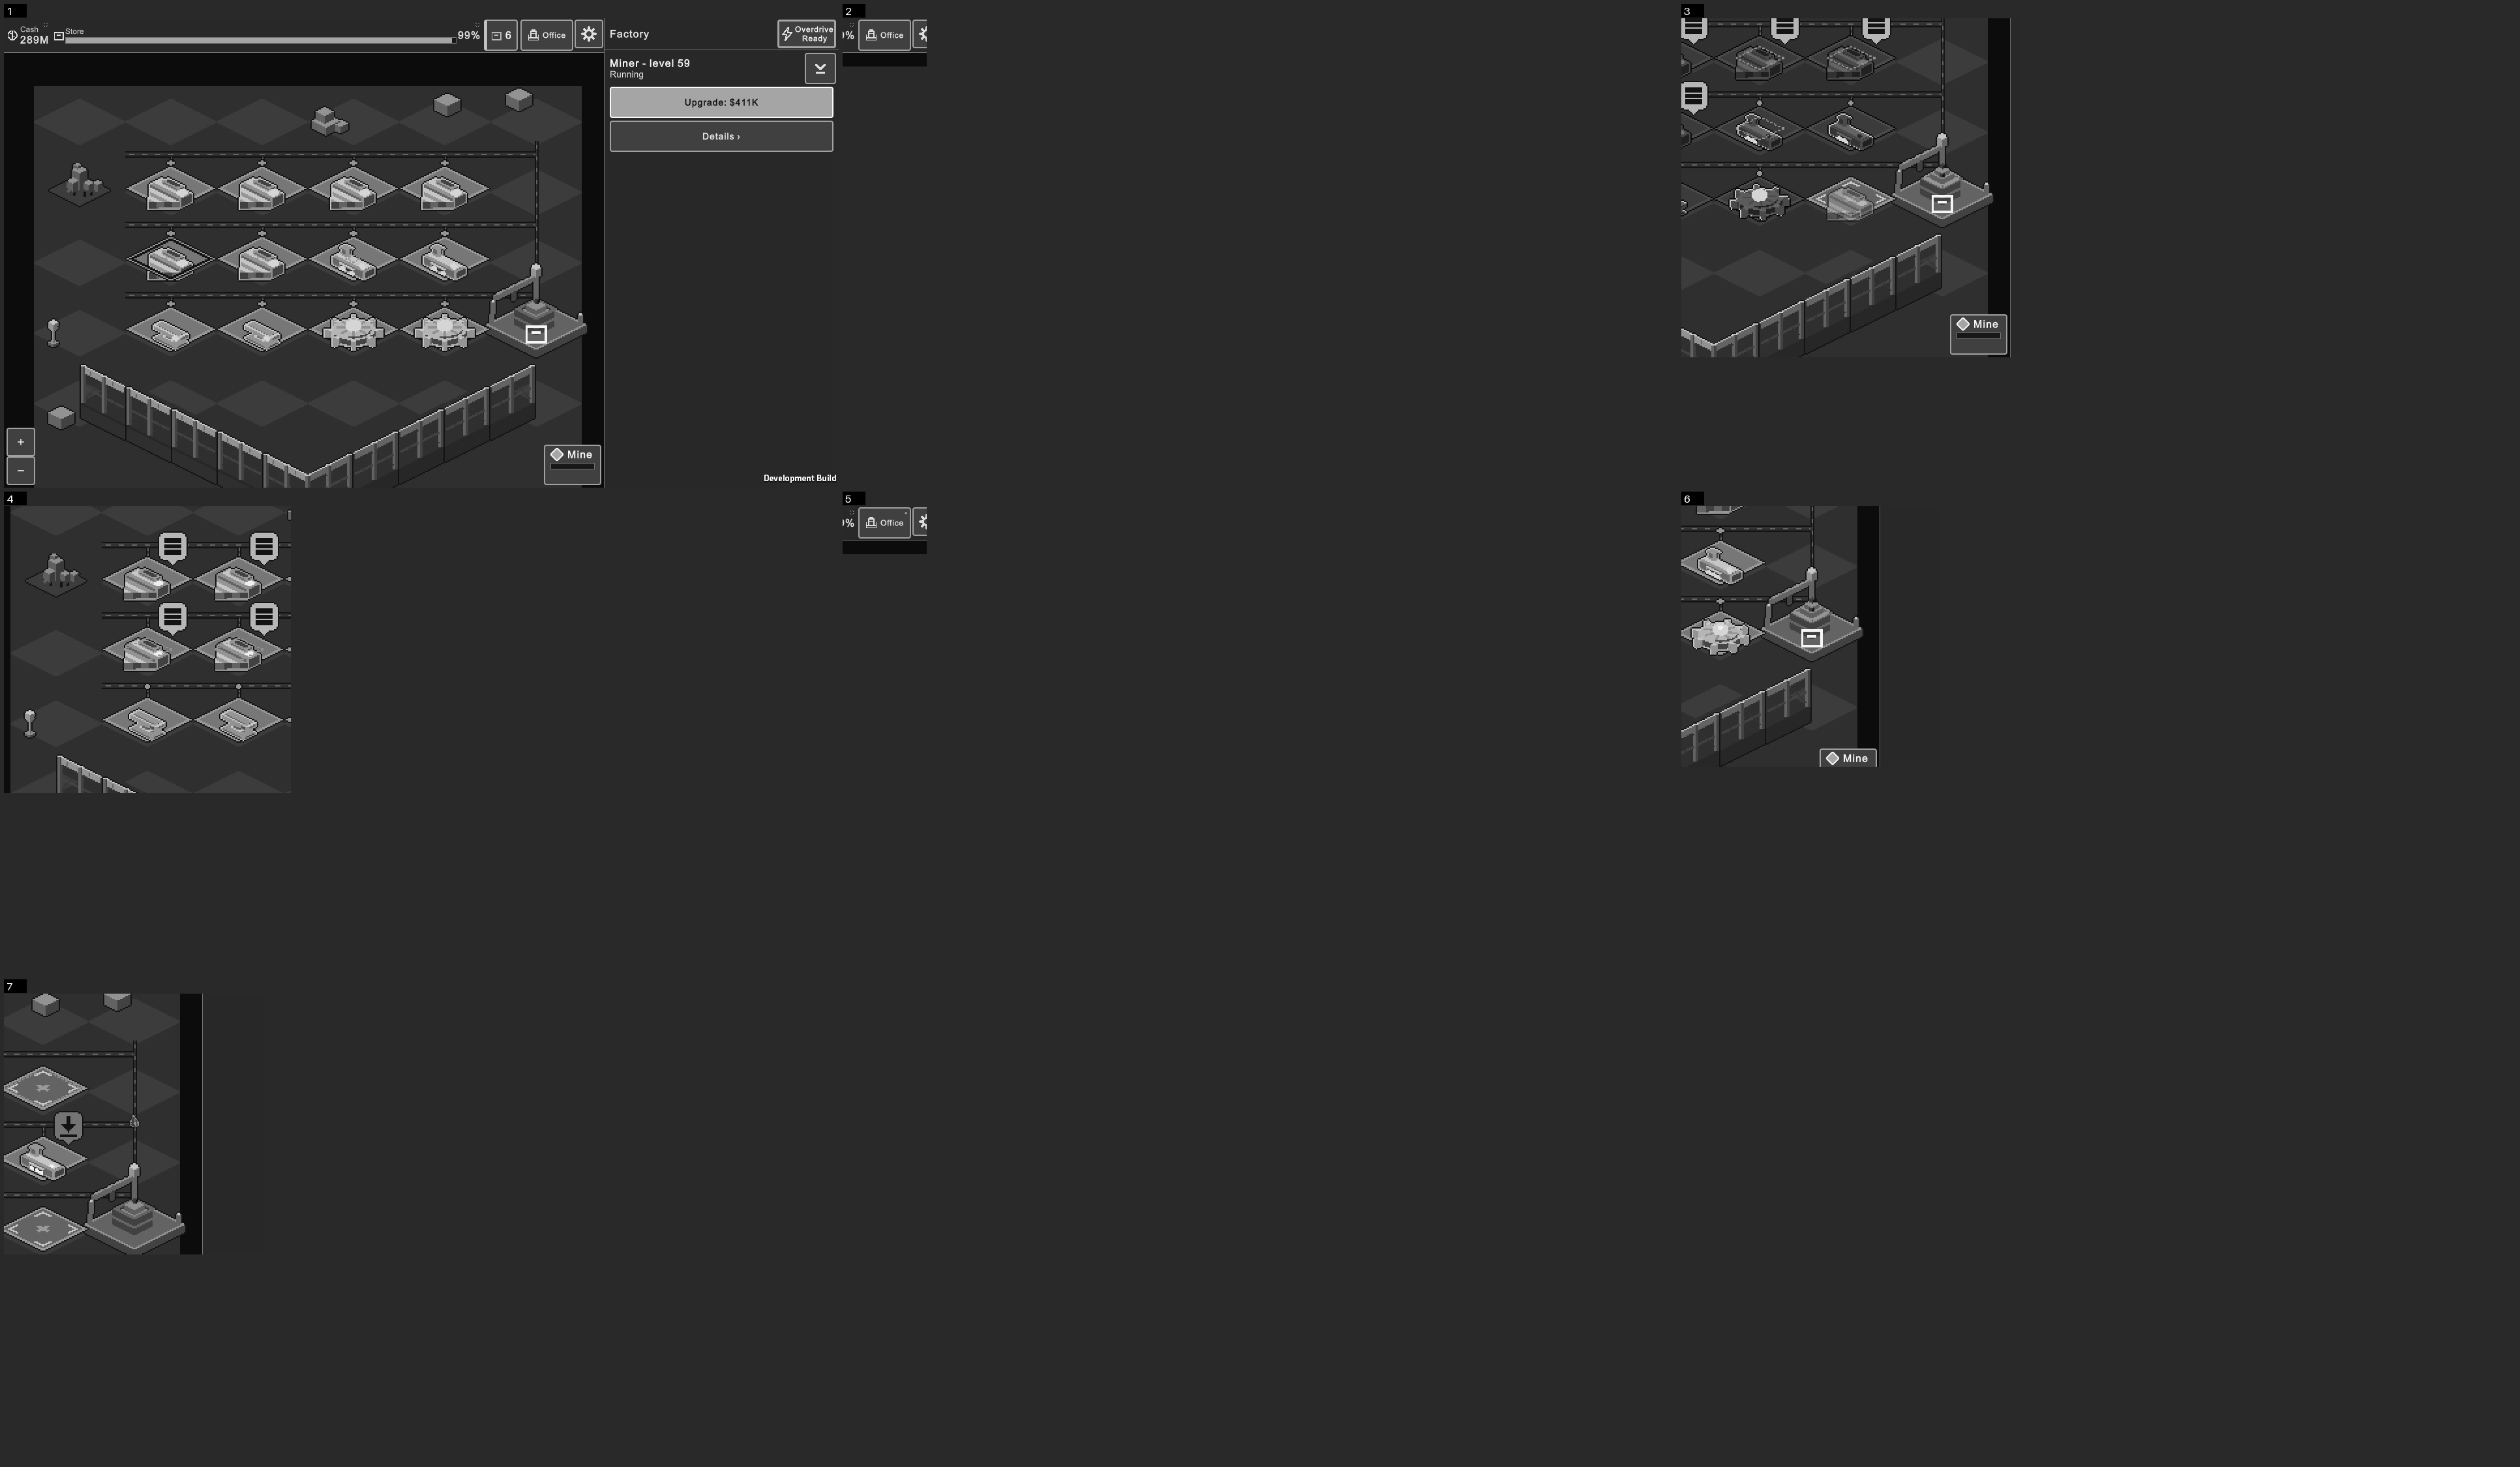 1
Cash
289M
Store
99%
6
Office
Factory
Overdrive
Ready
Miner - level 59
Running
Upgrade: $411K
Details ›
+
−
Mine
Development Build
2
%
Office
3
Mine
4
5
%
Office
6
Mine
7